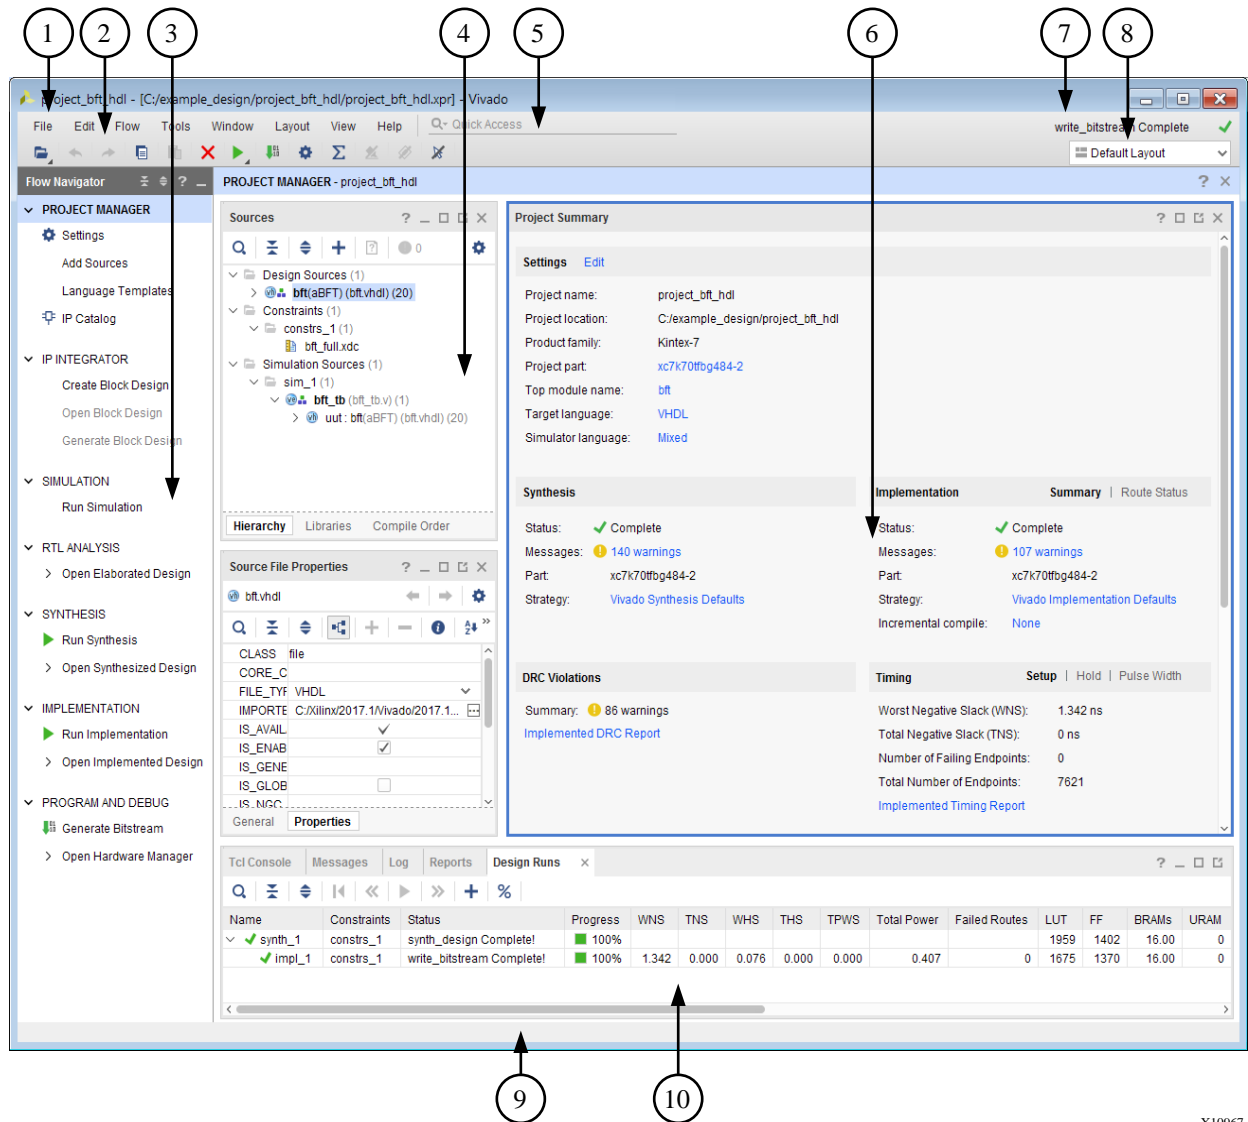 1 2 3 4 5 6 7 8
project_bft_hdl - [C:/example_design/project_bft_hdl/project_bft_hdl.xpr] - Vivado
File Edit Flow Tools Window Layout View Help Quick Access write_bitstream Complete
Default Layout
Flow Navigator
PROJECT MANAGER
Settings
Add Sources
Language Templates
IP Catalog
IP INTEGRATOR
Create Block Design
Open Block Design
Generate Block Design
SIMULATION
Run Simulation
RTL ANALYSIS
Open Elaborated Design
SYNTHESIS
Run Synthesis
Open Synthesized Design
IMPLEMENTATION
Run Implementation
Open Implemented Design
PROGRAM AND DEBUG
Generate Bitstream
Open Hardware Manager
PROJECT MANAGER - project_bft_hdl
Sources
0
Design Sources (1)
bft(aBFT) (bft.vhdl) (20)
Constraints (1)
constrs_1 (1)
bft_full.xdc
Simulation Sources (1)
sim_1 (1)
bft_tb (bft_tb.v) (1)
uut : bft(aBFT) (bft.vhdl) (20)
Hierarchy Libraries Compile Order
Source File Properties
bft.vhdl
CLASS file
CORE_C
FILE_TYF VHDL
IMPORTE C:/Xilinx/2017.1/Vivado/2017.1...
IS_AVAIL
IS_ENAB
IS_GENE
IS_GLOB
IS_NGC
General Properties
Project Summary
Settings Edit
Project name: project_bft_hdl
Project location: C:/example_design/project_bft_hdl
Product family: Kintex-7
Project part: xc7k70tfbg484-2
Top module name: bft
Target language: VHDL
Simulator language: Mixed
Synthesis
Status: Complete
Messages: 140 warnings
Part: xc7k70tfbg484-2
Strategy: Vivado Synthesis Defaults
Implementation Summary | Route Status
Status: Complete
Messages: 107 warnings
Part: xc7k70tfbg484-2
Strategy: Vivado Implementation Defaults
Incremental compile: None
DRC Violations
Summary: 86 warnings
Implemented DRC Report
Timing Setup | Hold | Pulse Width
Worst Negative Slack (WNS): 1.342 ns
Total Negative Slack (TNS): 0 ns
Number of Failing Endpoints: 0
Total Number of Endpoints: 7621
Implemented Timing Report
Tcl Console Messages Log Reports Design Runs
Name Constraints Status Progress WNS TNS WHS THS TPWS Total Power Failed Routes LUT FF BRAMs URAM
synth_1 constrs_1 synth_design Complete! 100% 1959 1402 16.00 0
impl_1 constrs_1 write_bitstream Complete! 100% 1.342 0.000 0.076 0.000 0.000 0.407 0 1675 1370 16.00 0
9 10